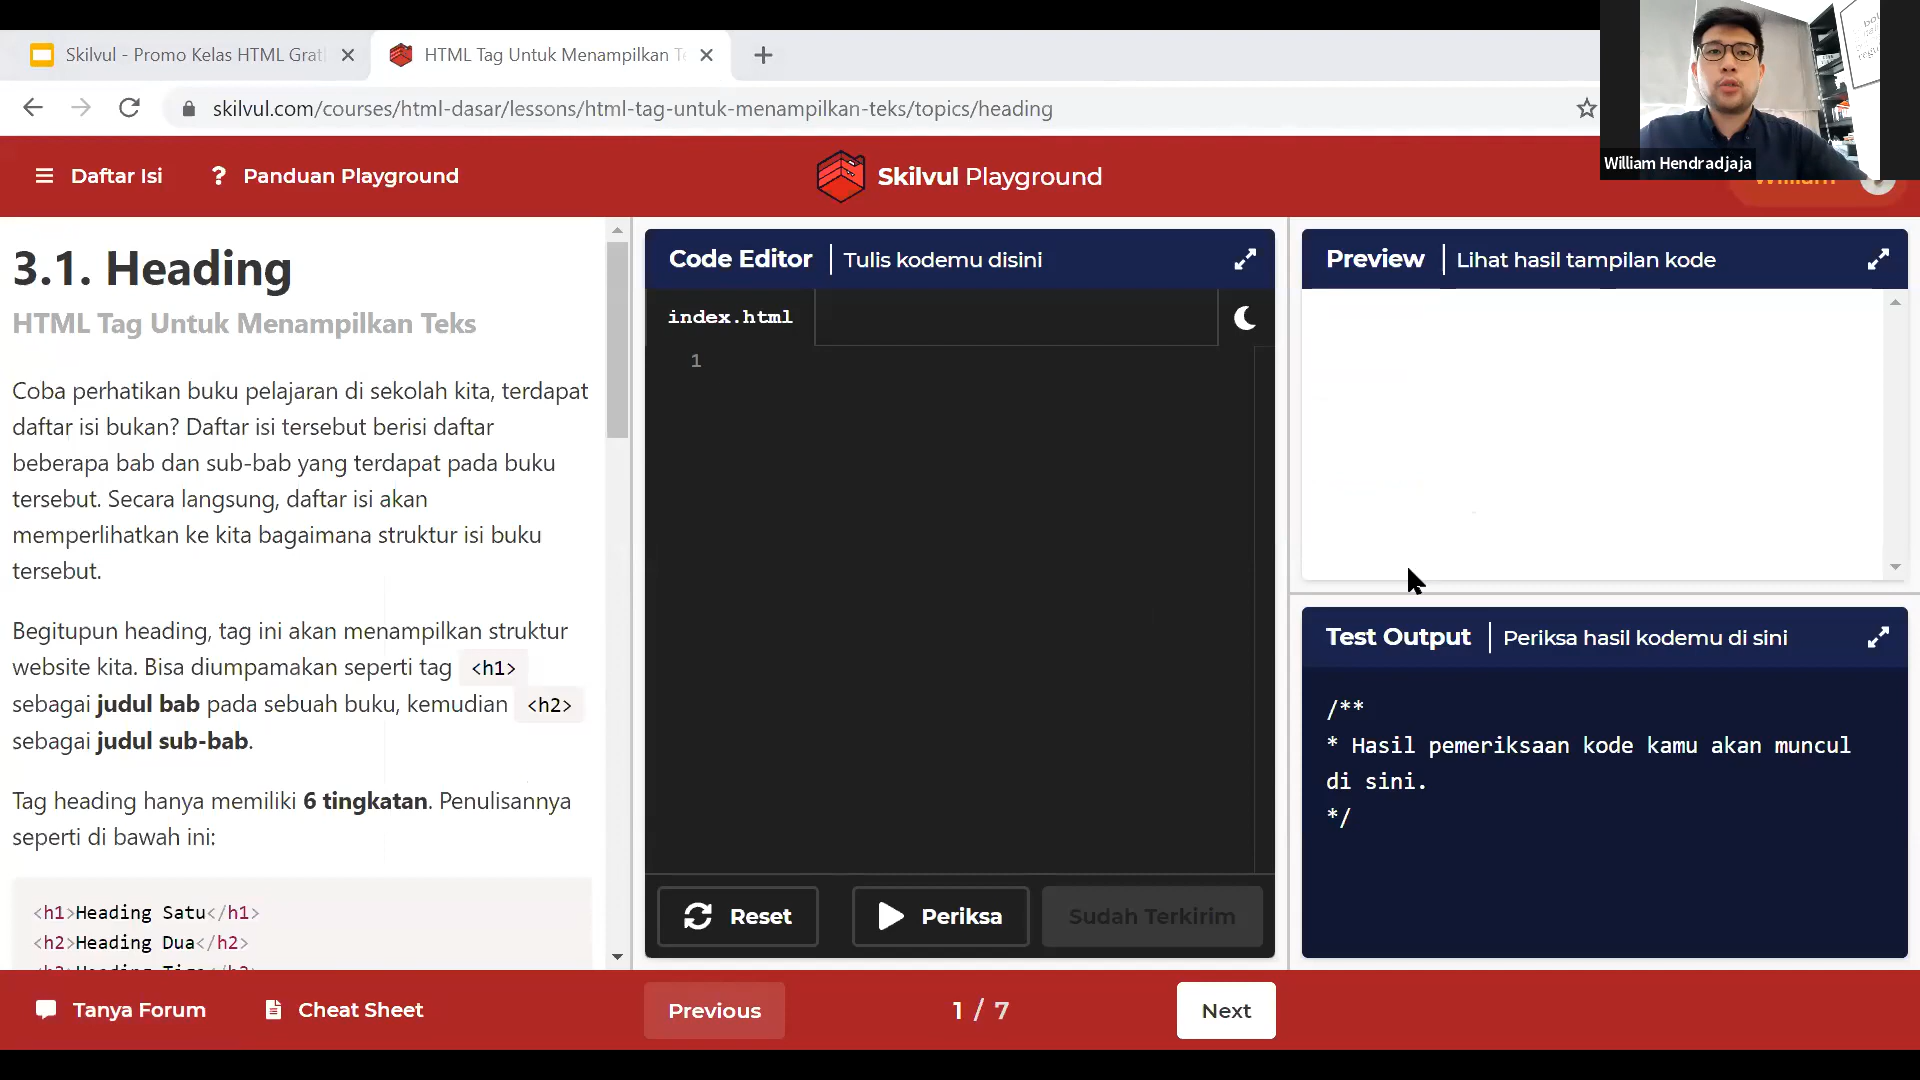 Skilvul - Promo Kelas HTML Grat
HTML Tag Untuk Menampilkan Te
skilvul.com/courses/html-dasar/lessons/html-tag-untuk-menampilkan-teks/topics/heading
William Hendradjaja
Daftar Isi
? Panduan Playground
Skilvul Playground
William
3.1. Heading
HTML Tag Untuk Menampilkan Teks
Coba perhatikan buku pelajaran di sekolah kita, terdapat
daftar isi bukan? Daftar isi tersebut berisi daftar
beberapa bab dan sub-bab yang terdapat pada buku
tersebut. Secara langsung, daftar isi akan
memperlihatkan ke kita bagaimana struktur isi buku
tersebut.
Begitupun heading, tag ini akan menampilkan struktur
website kita. Bisa diumpamakan seperti tag <h1>
sebagai judul bab pada sebuah buku, kemudian <h2>
sebagai judul sub-bab.
Tag heading hanya memiliki 6 tingkatan. Penulisannya
seperti di bawah ini:
<h1>Heading Satu</h1>
<h2>Heading Dua</h2>
Code Editor | Tulis kodemu disini
index.html
1
Reset
Periksa
Sudah Terkirim
Preview | Lihat hasil tampilan kode
Test Output | Periksa hasil kodemu di sini
/**
* Hasil pemeriksaan kode kamu akan muncul
di sini.
*/
Tanya Forum
Cheat Sheet
Previous
1 / 7
Next